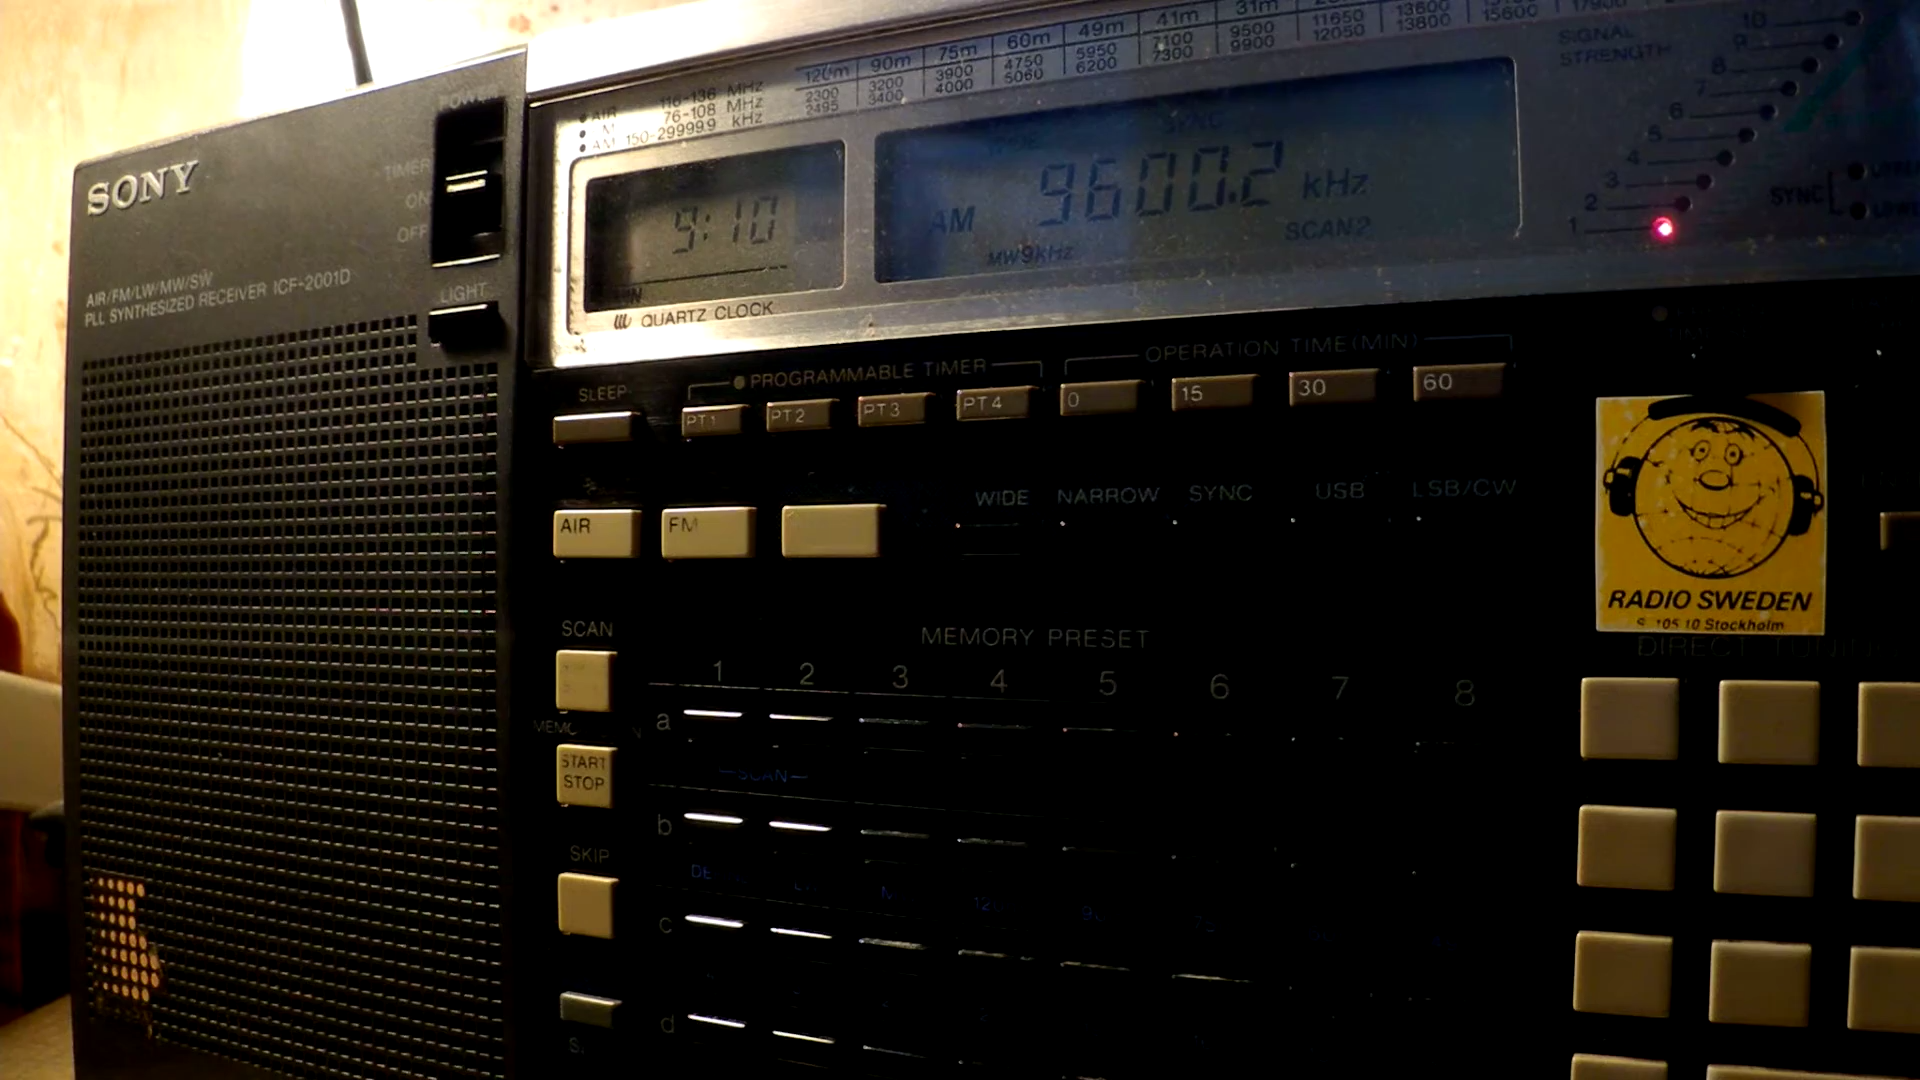 SONY
POWER
TIMER
ON
OFF
AIR/FM/LW/MW/SW
PLL SYNTHESIZED RECEIVER ICF-2001D
LIGHT
AIR 116-136 MHz
76-108 MHz
AM 150-29999.9 kHz
120m 90m 75m 60m 49m 41m 31m
2300 3200 3900 4750 5950 7100 9500 11650 13600
2495 3400 4000 5060 6200 7300 9900 12050 13800 15600
SIGNAL
STRENGTH
10
9
8
7
6
5
4
3
2
1
SYNC
9:10
QUARTZ CLOCK
SYNC
AM 9600.2 kHz
MW9kHz SCAN2
SLEEP
PROGRAMMABLE TIMER
OPERATION TIME(MIN)
PT1 PT2 PT3 PT4 0 15 30 60
AIR FM
WIDE NARROW SYNC USB LSB/CW
RADIO SWEDEN
S-105 10 Stockholm
DIRECT TUNING
SCAN
MEMORY PRESET
1 2 3 4 5 6 7 8
a
START
STOP
SCAN
b
SKIP
c
d